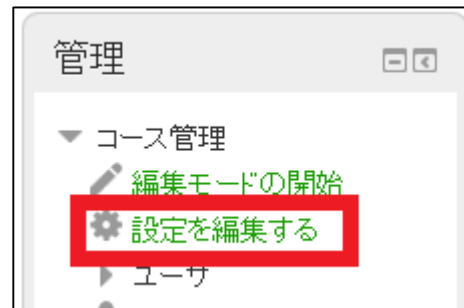 管理
コース管理
編集モードの開始
設定を編集する
ユーザ